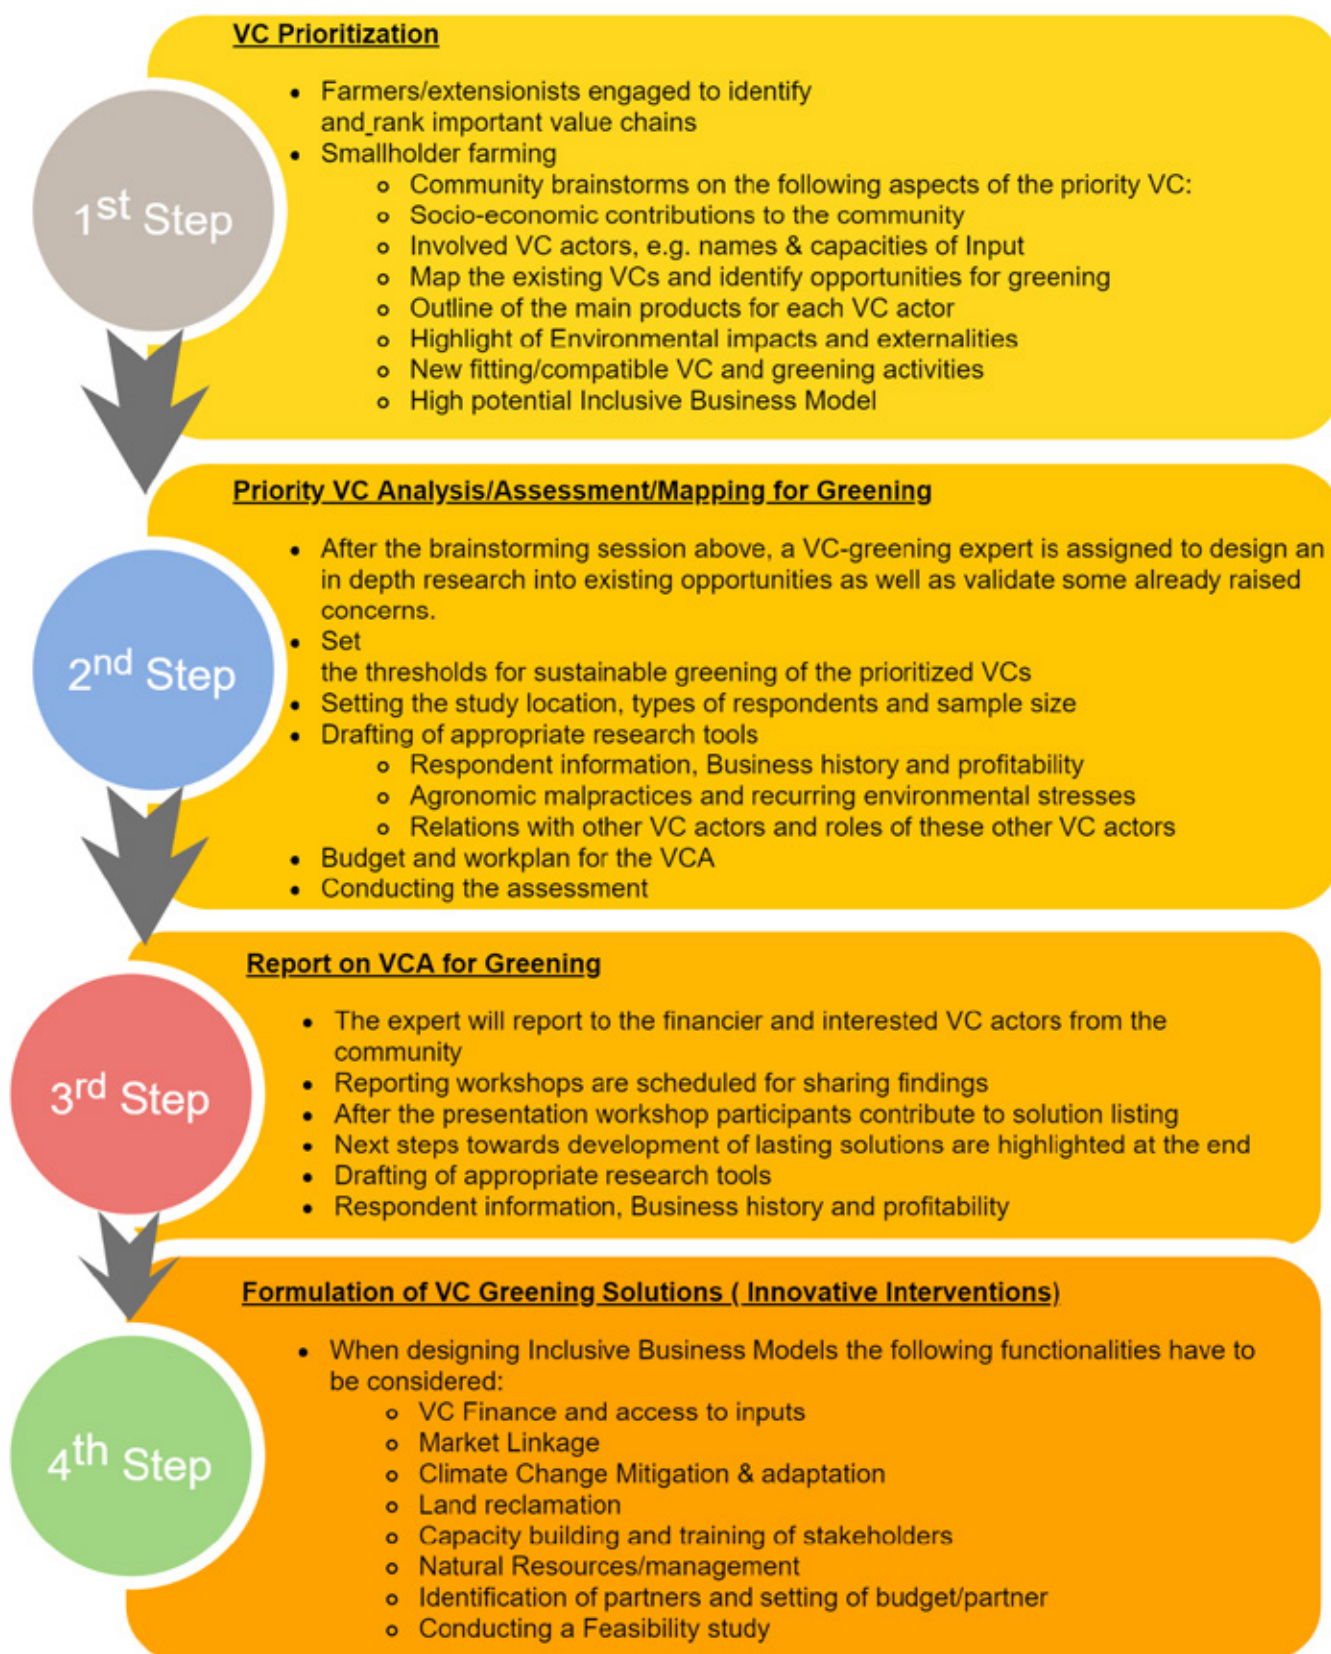 VC Prioritization
• Farmers/extensionists engaged to identify
and rank important value chains
• Smallholder farming
o Community brainstorms on the following aspects of the priority VC:
o Socio-economic contributions to the community
o Involved VC actors, e.g. names & capacities of Input
o Map the existing VCs and identify opportunities for greening
o Outline of the main products for each VC actor
o Highlight of Environmental impacts and externalities
o New fitting/compatible VC and greening activities
o High potential Inclusive Business Model
1st Step
Priority VC Analysis/Assessment/Mapping for Greening
• After the brainstorming session above, a VC-greening expert is assigned to design an
in depth research into existing opportunities as well as validate some already raised
concerns.
• Set
the thresholds for sustainable greening of the prioritized VCs
• Setting the study location, types of respondents and sample size
• Drafting of appropriate research tools
o Respondent information, Business history and profitability
o Agronomic malpractices and recurring environmental stresses
o Relations with other VC actors and roles of these other VC actors
• Budget and workplan for the VCA
• Conducting the assessment
2nd Step
Report on VCA for Greening
• The expert will report to the financier and interested VC actors from the
community
• Reporting workshops are scheduled for sharing findings
• After the presentation workshop participants contribute to solution listing
• Next steps towards development of lasting solutions are highlighted at the end
• Drafting of appropriate research tools
• Respondent information, Business history and profitability
3rd Step
Formulation of VC Greening Solutions ( Innovative Interventions)
• When designing Inclusive Business Models the following functionalities have to
be considered:
o VC Finance and access to inputs
o Market Linkage
o Climate Change Mitigation & adaptation
o Land reclamation
o Capacity building and training of stakeholders
o Natural Resources/management
o Identification of partners and setting of budget/partner
o Conducting a Feasibility study
4th Step